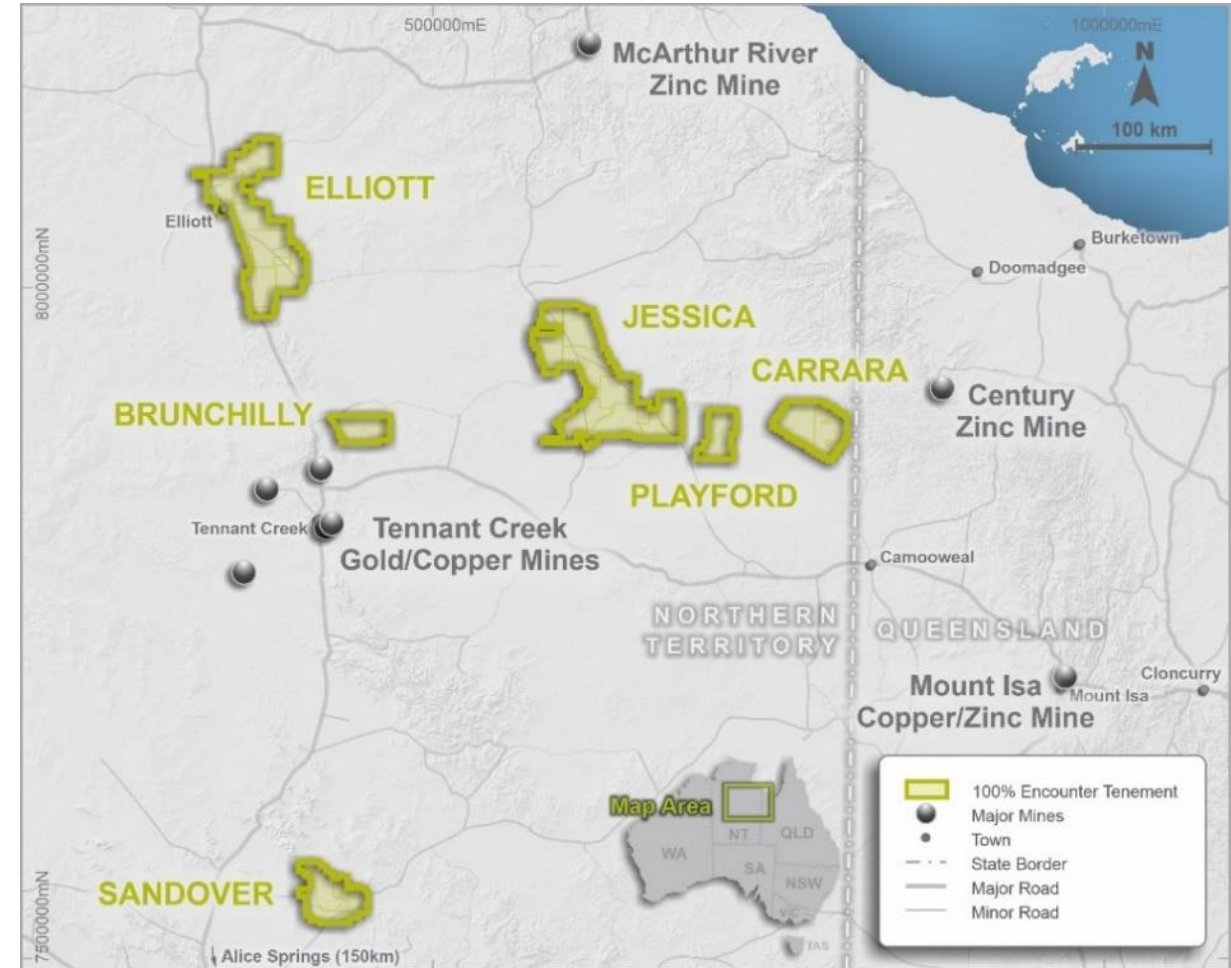 500000mE
1000000mE
N
100 km
McArthur River
Zinc Mine
ELLIOTT
Elliott
Burketown
Doomadgee
8000000mN
JESSICA
CARRARA
BRUNCHILLY
Century
Zinc Mine
PLAYFORD
Tennant Creek
Tennant Creek
Gold/Copper Mines
Camooweal
NORTHERN
TERRITORY
QUEENSLAND
Mount Isa
Copper/Zinc Mine
Mount Isa
Cloncurry
Map Area
WA
NT
QLD
SA
NSW
VIC
TAS
100% Encounter Tenement
Major Mines
Town
State Border
Major Road
Minor Road
SANDOVER
7500000mN
Alice Springs (150km)